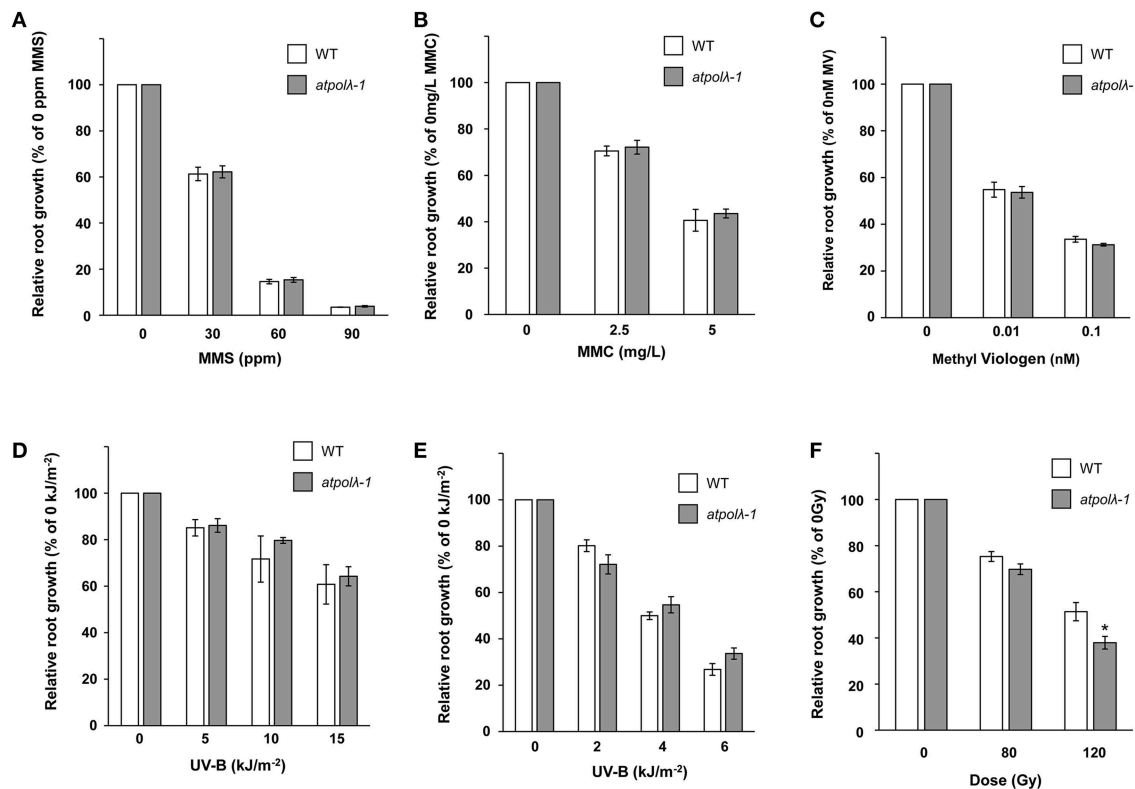 A
Relative root growth (% of 0 ppm MMS)
WT
atpolλ-1
100
80
60
40
20
0
0 30 60 90
MMS (ppm)
B
Relative root growth (% of 0mg/L MMC)
WT
atpolλ-1
100
80
60
40
20
0
0 2.5 5
MMC (mg/L)
C
Relative root growth (% of 0nM MV)
WT
atpolλ-
100
80
60
40
20
0
0 0.01 0.1
Methyl Viologen (nM)
D
Relative root growth (% of 0 kJ/m⁻²)
WT
atpolλ-1
100
80
60
40
20
0
0 5 10 15
UV-B (kJ/m⁻²)
E
Relative root growth (% of 0 kJ/m⁻²)
WT
atpolλ-1
100
80
60
40
20
0
0 2 4 6
UV-B (kJ/m⁻²)
F
Relative root growth (% of 0Gy)
WT
atpolλ-1
100
80
60
40
20
0
*
0 80 120
Dose (Gy)